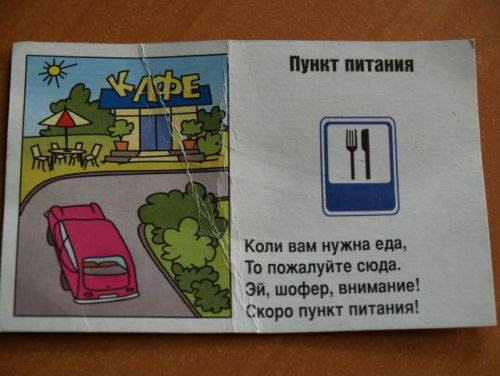 КАФЕ
Пункт питания
Коли вам нужна еда,
То пожалуйте сюда.
Эй, шофер, внимание!
Скоро пункт питания!